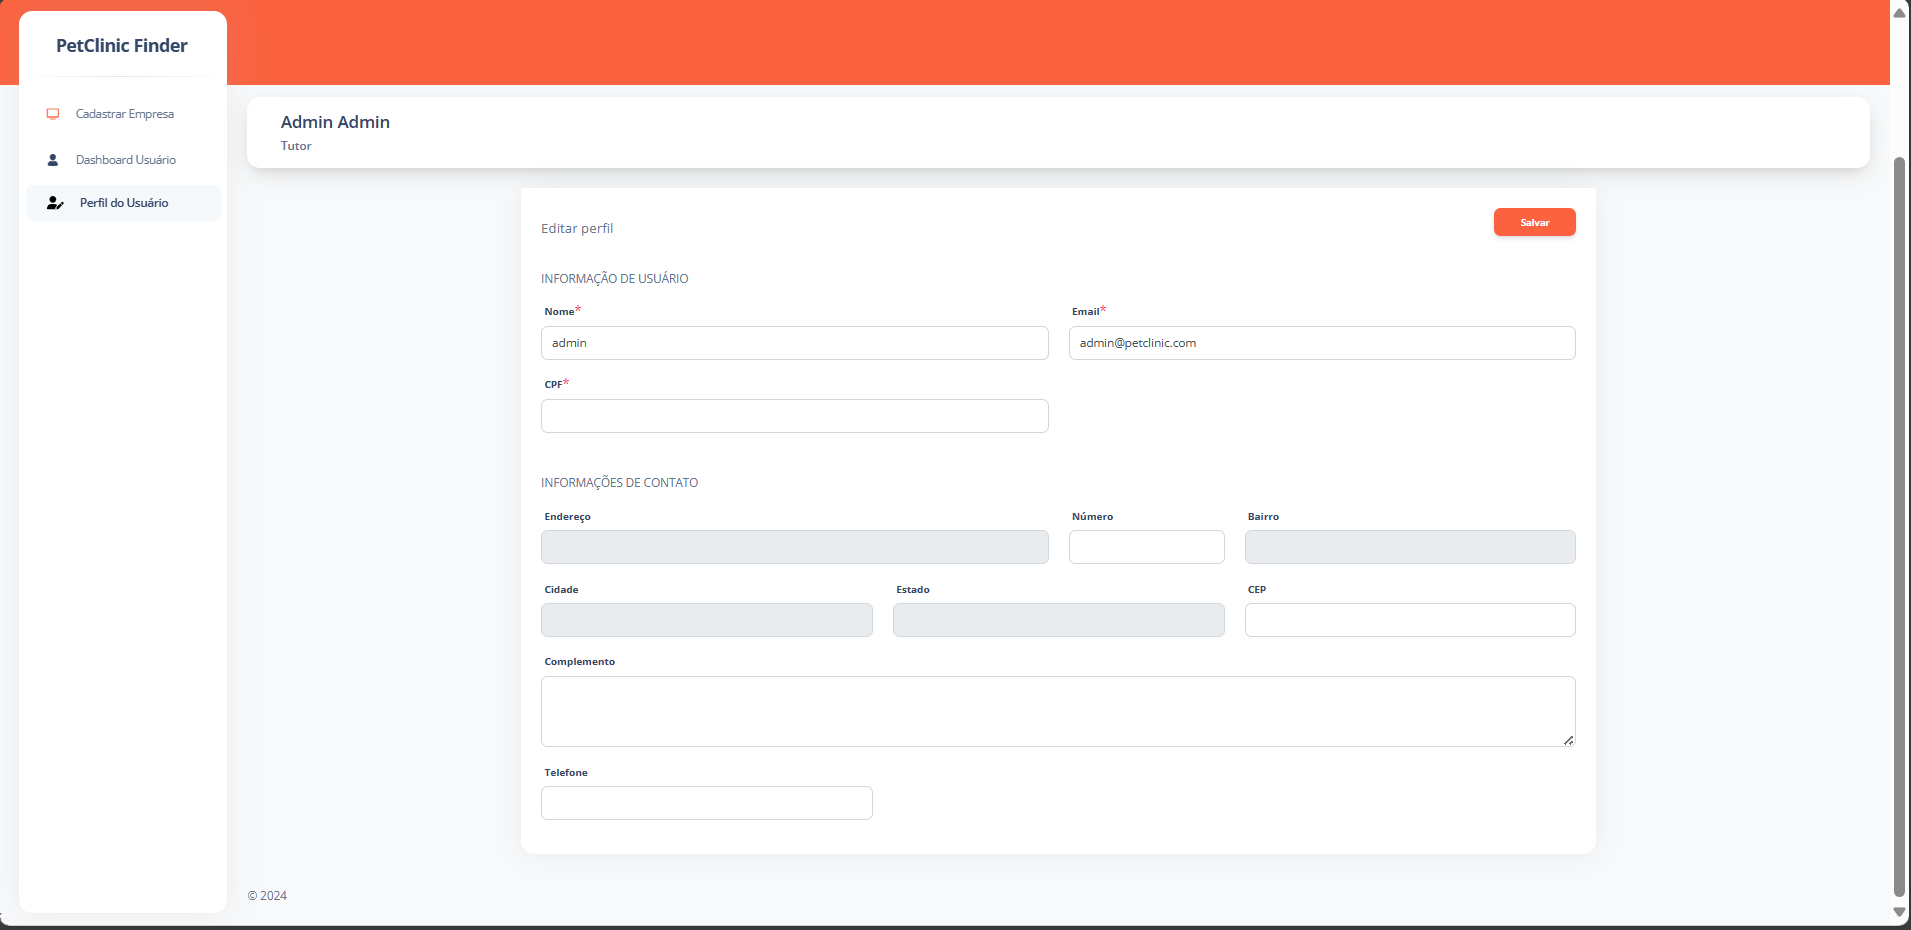 PetClinic Finder
Cadastrar Empresa
Dashboard Usuário
Perfil do Usuário
Admin Admin
Tutor
Editar perfil
Salvar
INFORMAÇÃO DE USUÁRIO
Nome*
Email*
admin
admin@petclinic.com
CPF*
INFORMAÇÕES DE CONTATO
Endereço
Número
Bairro
Cidade
Estado
CEP
Complemento
Telefone
© 2024